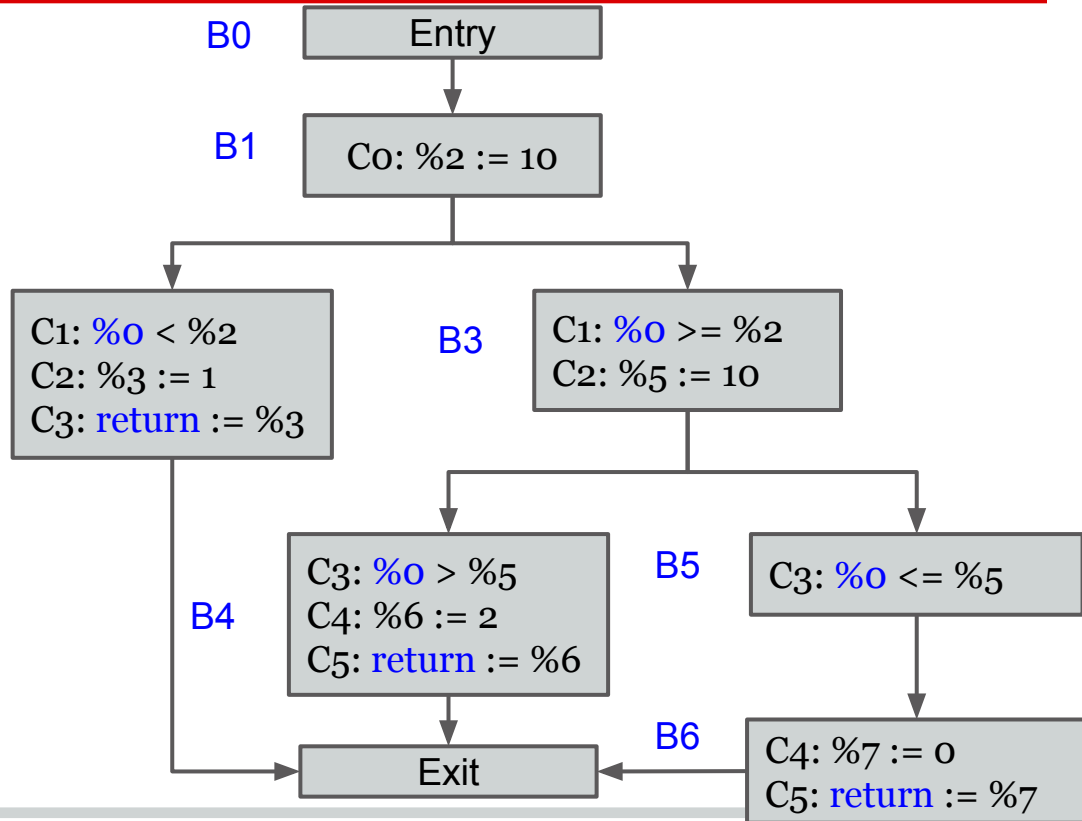 B0
Entry
B1
C0: %2 := 10
C1: %0 < %2
C2: %3 := 1
C3: return := %3
B3
C1: %0 >= %2
C2: %5 := 10
B4
C3: %0 > %5
C4: %6 := 2
C5: return := %6
B5
C3: %0 <= %5
B6
C4: %7 := 0
C5: return := %7
Exit